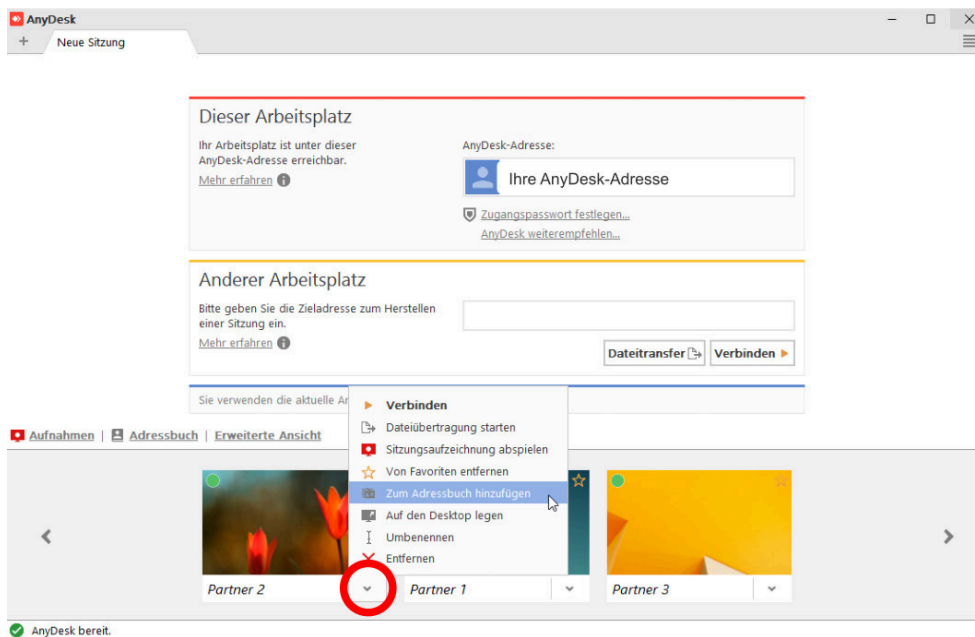 AnyDesk
Neue Sitzung
Dieser Arbeitsplatz
Ihr Arbeitsplatz ist unter dieser
AnyDesk-Adresse erreichbar.
Mehr erfahren
AnyDesk-Adresse:
Ihre AnyDesk-Adresse
Zugangspasswort festlegen...
AnyDesk weiterempfehlen...
Anderer Arbeitsplatz
Bitte geben Sie die Zieladresse zum Herstellen
einer Sitzung ein.
Mehr erfahren
Dateitransfer
Verbinden
Sie verwenden die aktuelle
Aufnahmen | Adressbuch | Erweiterte Ansicht
Verbinden
Dateiübertragung starten
Sitzungsaufzeichnung abspielen
Von Favoriten entfernen
Zum Adressbuch hinzufügen
Auf den Desktop legen
Umbenennen
Entfernen
Partner 2
Partner 1
Partner 3
AnyDesk bereit.